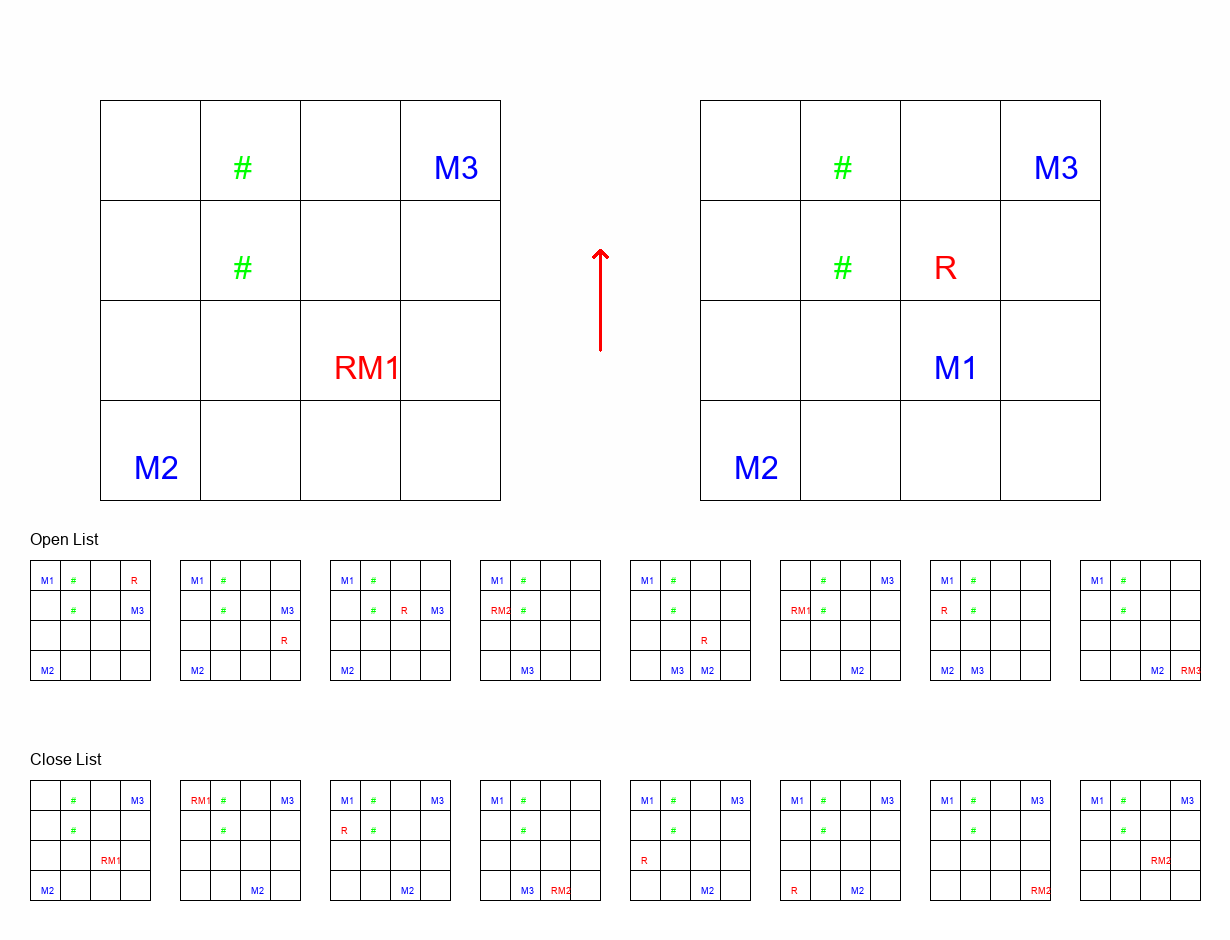 # M3 # M3
# # R
RM1 M1
M2 M2
Open List
M1 # R M1 # M1 # M1 # M1 # # M3 M1 # M1 #
# M3 # M3 # R M3 RM2 # # RM1 # R # #
R R
M2 M2 M2 M3 M3 M2 M2 M2 M3 M2 RM3
Close List
# M3 RM1 # M3 M1 # M3 M1 # M1 # M3 M1 # M3 M1 # M3 M1 # M3
# # R # # # # # #
RM1 R RM2
M2 M2 M2 M3 RM2 M2 R M2 RM2